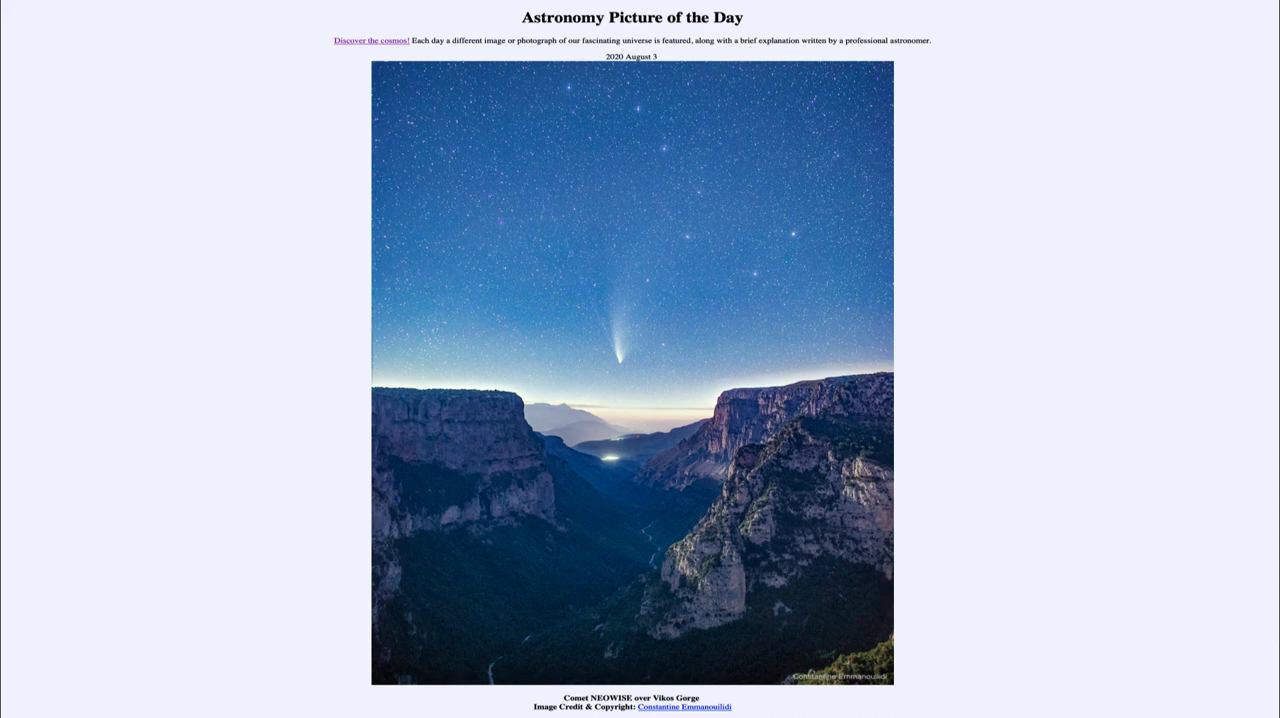 Astronomy Picture of the Day
Discover the cosmos! Each day a different image or photograph of our fascinating universe is featured, along with a brief explanation written by a professional astronomer.
2020 August 3
Constantine Emmanouilidi
Comet NEOWISE over Vikos Gorge
Image Credit & Copyright: Constantine Emmanouilidi